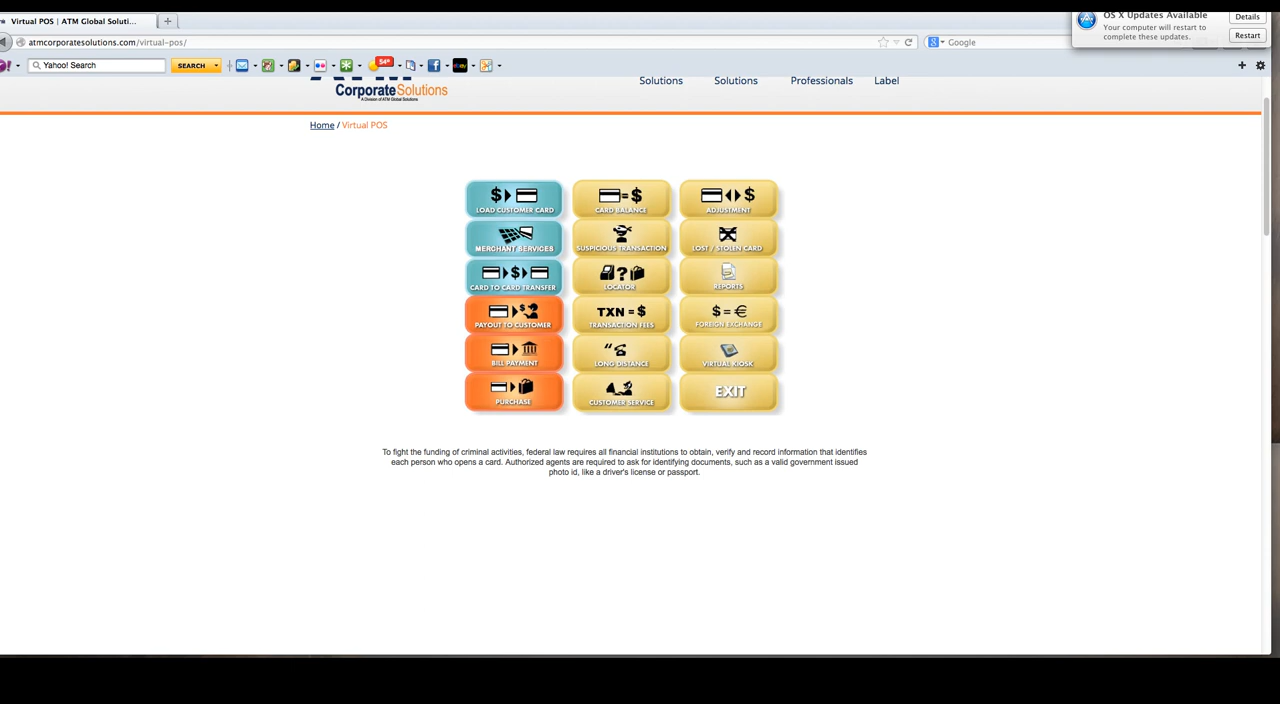 Virtual POS | ATM Global Soluti...
OS X Updates Available
Your computer will restart to
complete these updates.
Details
Restart
atmcorporatesolutions.com/virtual-pos/
Google
Yahoo! Search
SEARCH
54°
Corporate Solutions
A Division of ATM Global Solutions
Solutions
Solutions
Professionals
Label
Home / Virtual POS
LOAD CUSTOMER CARD
CARD BALANCE
ADJUSTMENT
MERCHANT SERVICES
SUSPICIOUS TRANSACTION
LOST / STOLEN CARD
CARD TO CARD TRANSFER
LOCATOR
REPORTS
PAYOUT TO CUSTOMER
TXN = $
TRANSACTION FEES
$ = €
FOREIGN EXCHANGE
BILL PAYMENT
LONG DISTANCE
VIRTUAL KIOSK
PURCHASE
CUSTOMER SERVICE
EXIT
To fight the funding of criminal activities, federal law requires all financial institutions to obtain, verify and record information that identifies
each person who opens a card. Authorized agents are required to ask for identifying documents, such as a valid government issued
photo id, like a driver's license or passport.